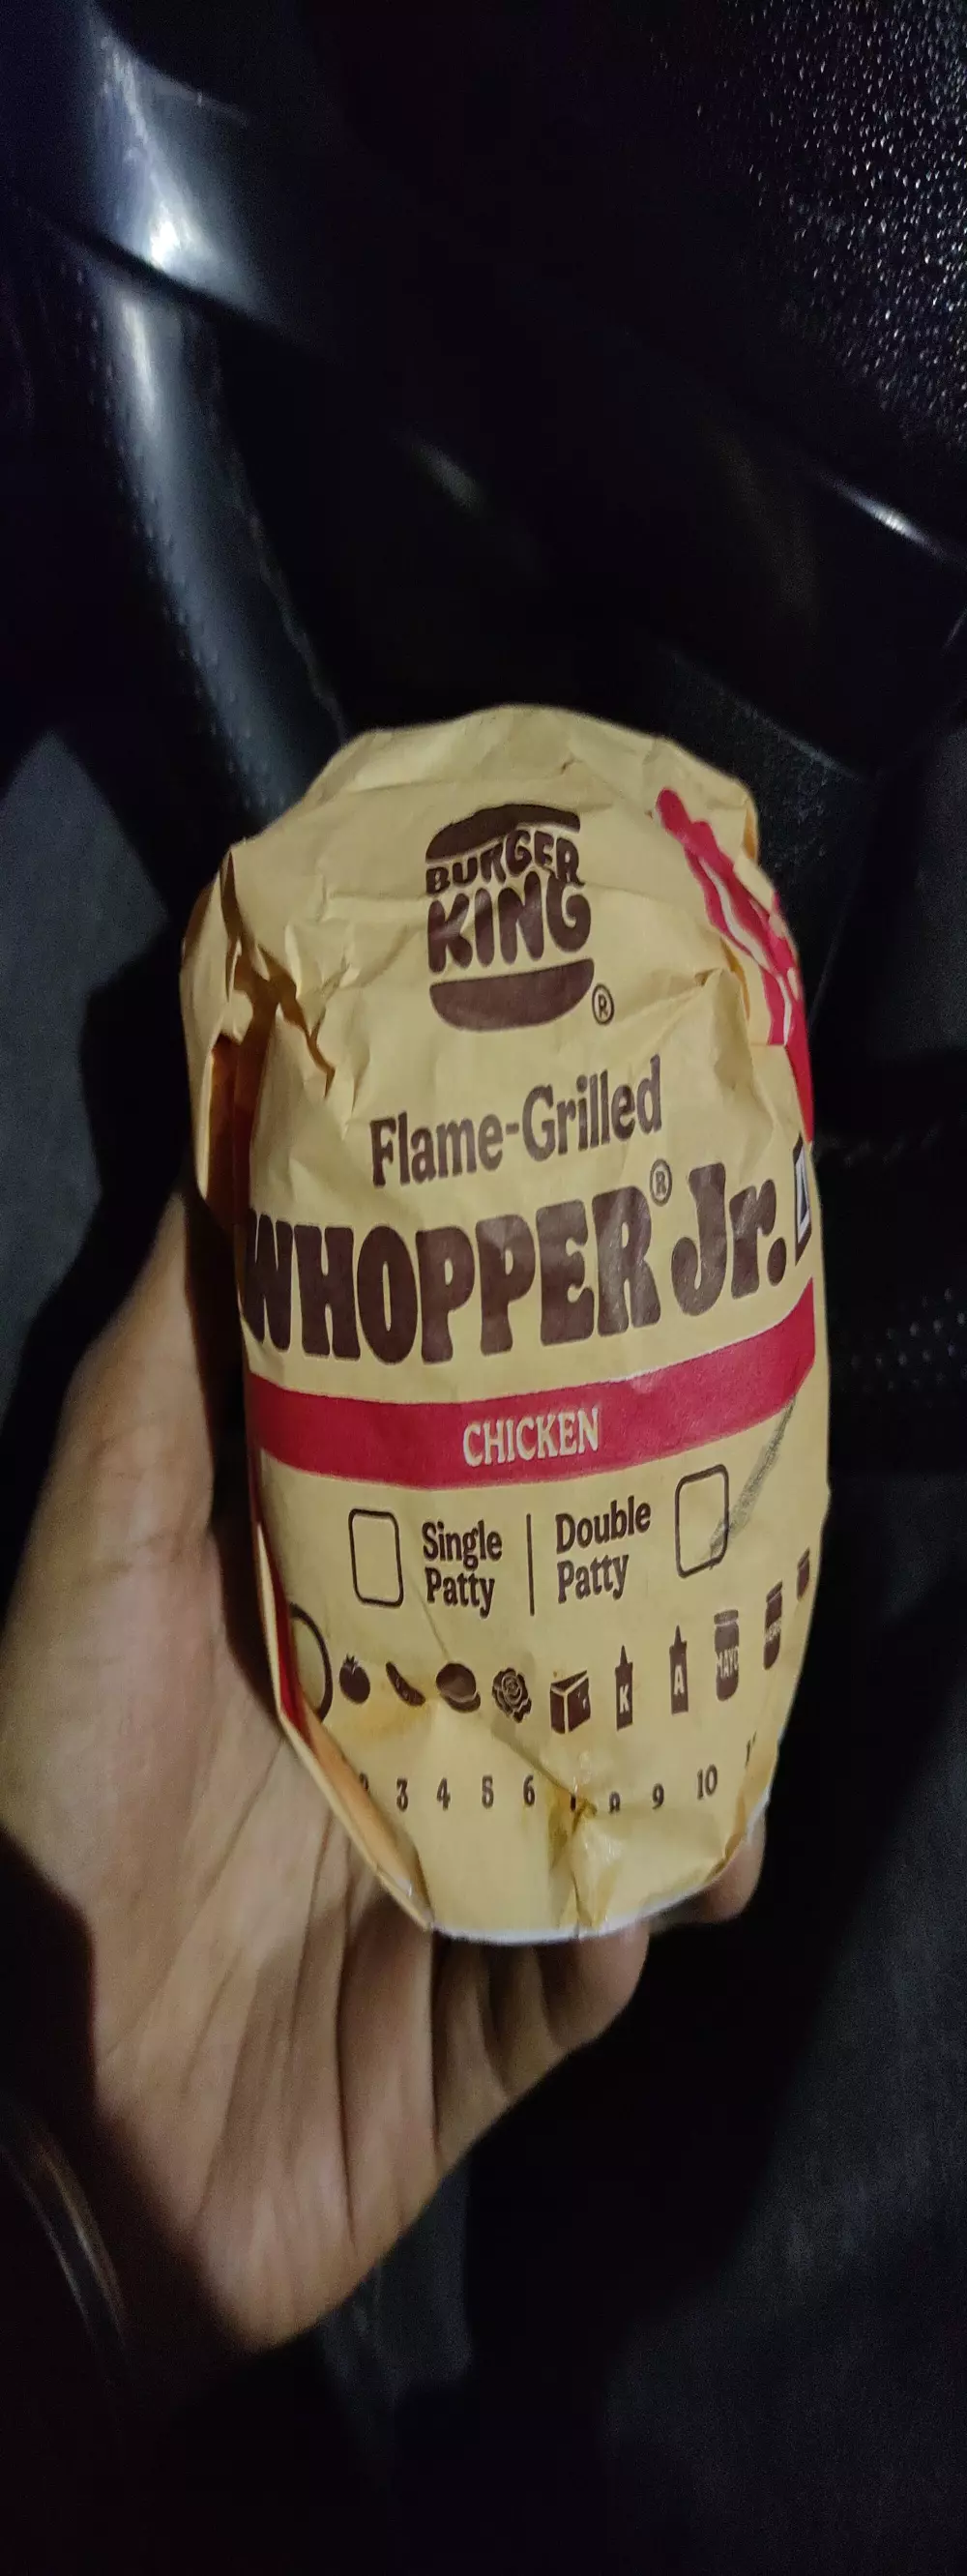 BURGER
KING
®
Flame-Grilled
WHOPPER® Jr.
CHICKEN
Single
Patty
Double
Patty
K
A
MAYO
3 4 5 6
9 10